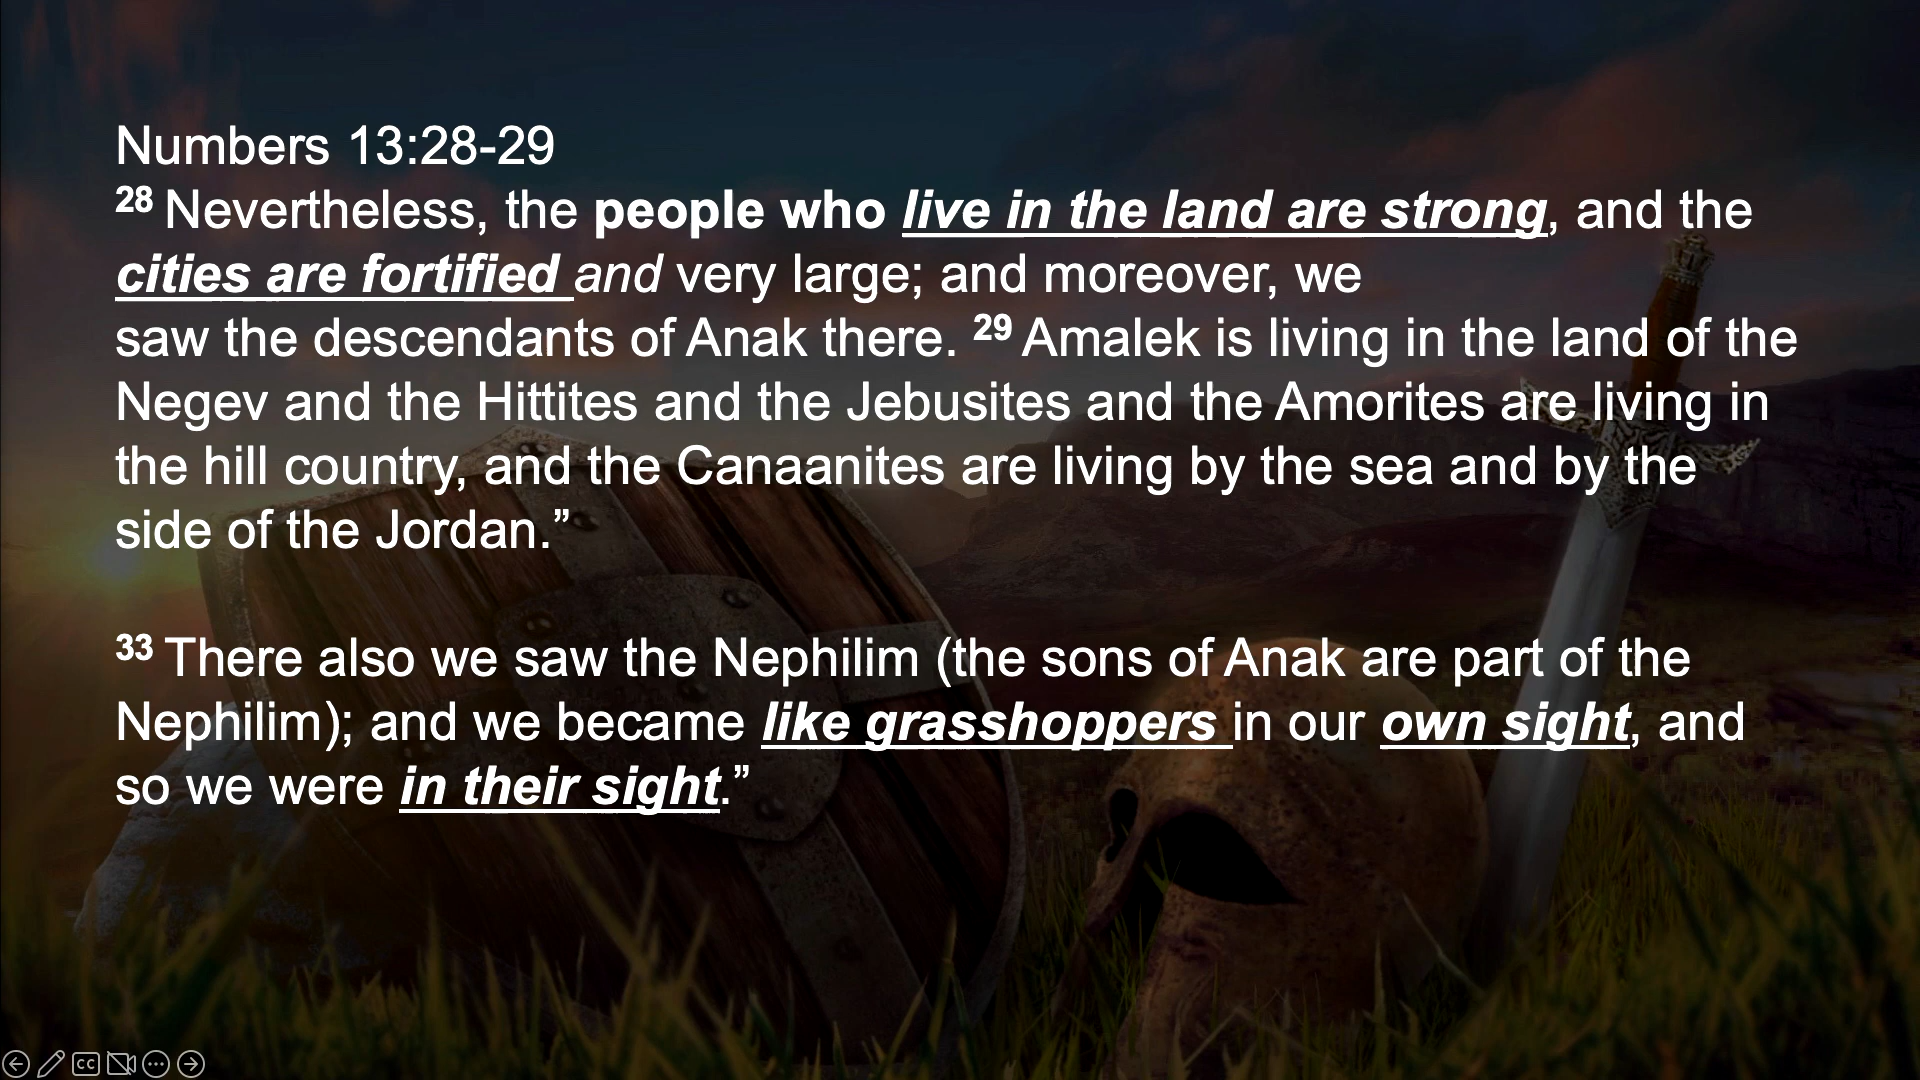 Numbers 13:28-29
28 Nevertheless, the people who live in the land are strong, and the
cities are fortified and very large; and moreover, we
saw the descendants of Anak there. 29 Amalek is living in the land of the
Negev and the Hittites and the Jebusites and the Amorites are living in
the hill country, and the Canaanites are living by the sea and by the
side of the Jordan.”
33 There also we saw the Nephilim (the sons of Anak are part of the
Nephilim); and we became like grasshoppers in our own sight, and
so we were in their sight.”
CC